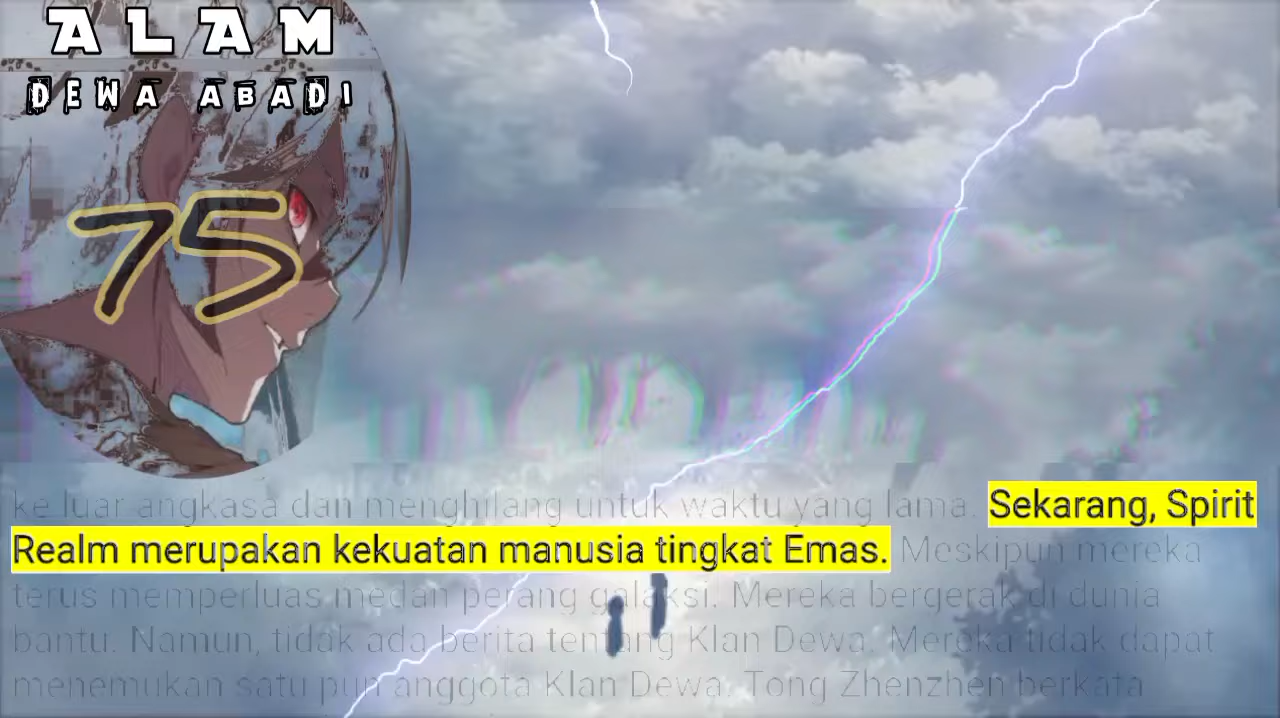 ALAM
DEWA ABADI
75
ke luar angkasa dan menghilang untuk waktu yang lama. Sekarang, Spirit
Realm merupakan kekuatan manusia tingkat Emas. Meskipun mereka
terus memperluas medan perang galaksi. Mereka bergerak di dunia
bantu. Namun, tidak ada berita tentang Klan Dewa. Mereka tidak dapat
menemukan satu pun anggota Klan Dewa. Tong Zhenzhen berkata